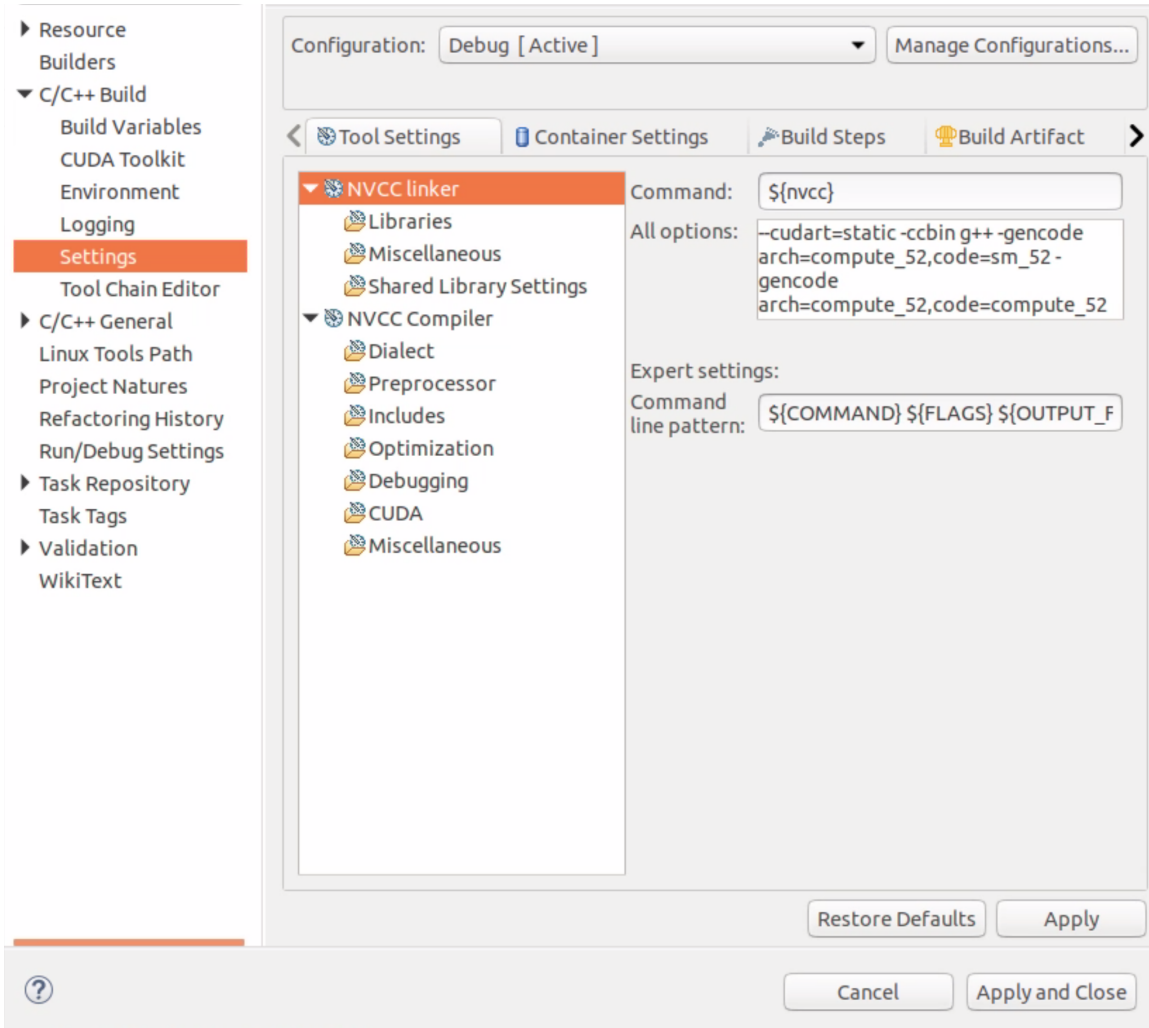 Resource
Builders
C/C++ Build
Build Variables
CUDA Toolkit
Environment
Logging
Settings
Tool Chain Editor
C/C++ General
Linux Tools Path
Project Natures
Refactoring History
Run/Debug Settings
Task Repository
Task Tags
Validation
WikiText
Configuration: Debug [ Active ] Manage Configurations...
Tool Settings Container Settings Build Steps Build Artifact
NVCC linker
Libraries
Miscellaneous
Shared Library Settings
NVCC Compiler
Dialect
Preprocessor
Includes
Optimization
Debugging
CUDA
Miscellaneous
Command: ${nvcc}
All options: --cudart=static -ccbin g++ -gencode
arch=compute_52,code=sm_52 -
gencode
arch=compute_52,code=compute_52
Expert settings:
Command
line pattern: ${COMMAND} ${FLAGS} ${OUTPUT_F
Restore Defaults Apply
? Cancel Apply and Close